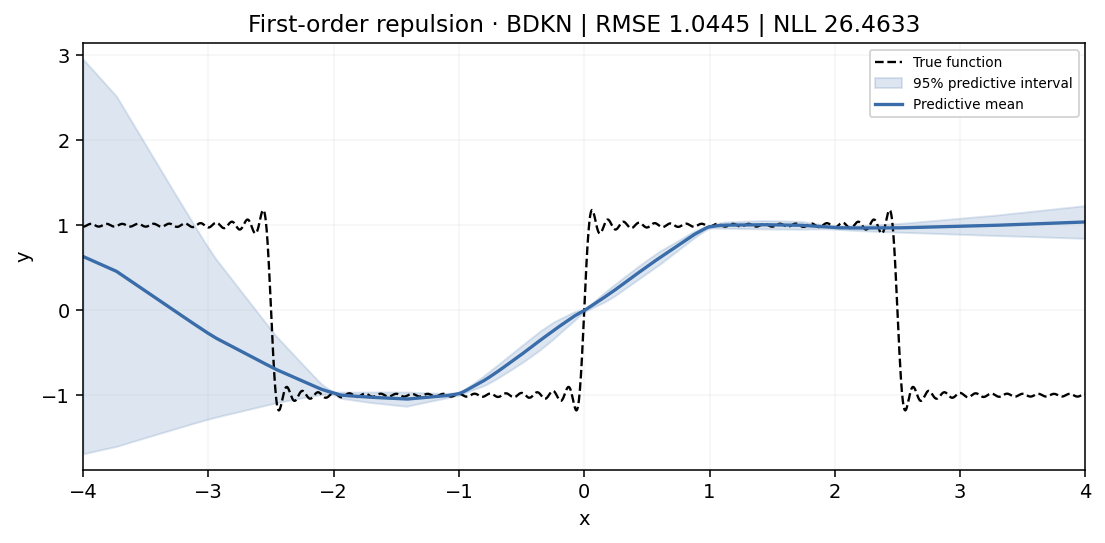 First-order repulsion · BDKN | RMSE 1.0445 | NLL 26.4633
True function
95% predictive interval
Predictive mean
3
2
1
0
−1
y
−4
−3
−2
−1
0
1
2
3
4
x